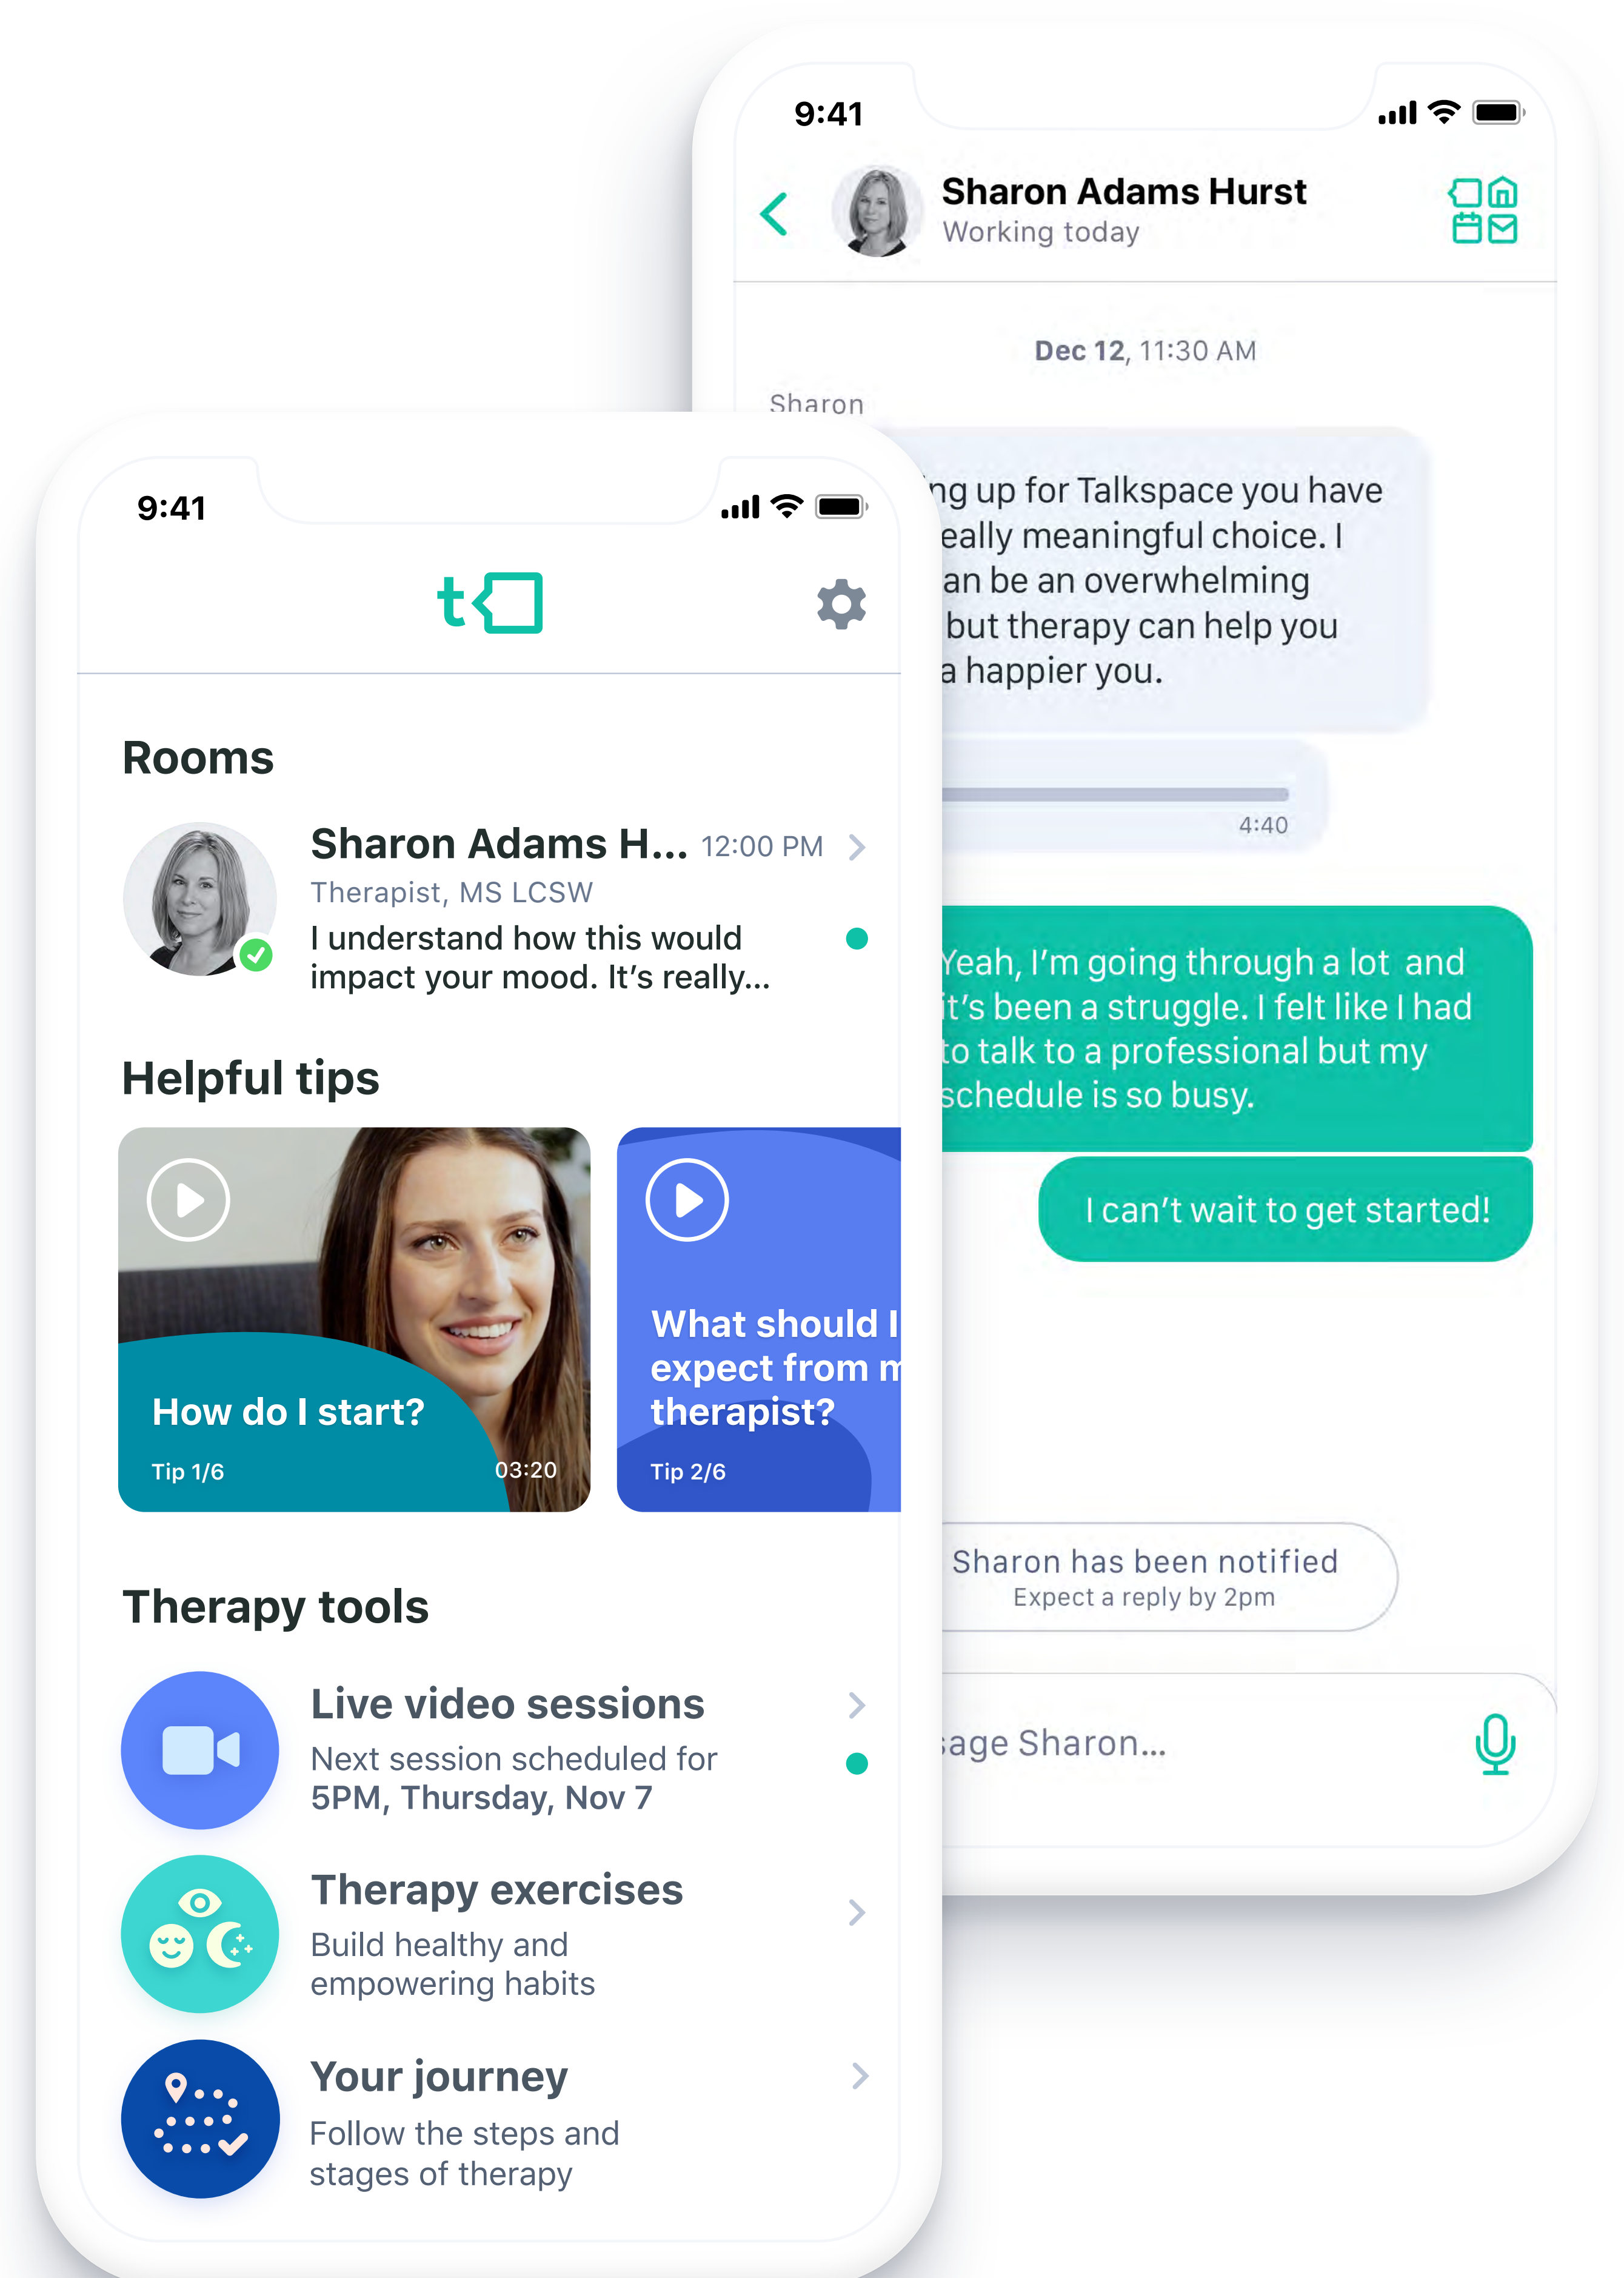 9:41
Sharon Adams Hurst
Working today
Dec 12, 11:30 AM
Sharon
up for Talkspace you have
meaningful choice. I
be an overwhelming
but therapy can help you
a happier you.
4:40
Yeah, I'm going through a lot and
it's been a struggle. I felt like I had
to talk to a professional but my
schedule is so busy.
I can't wait to get started!
Sharon has been notified
Expect a reply by 2pm
Sharon...
9:41
t
Rooms
Sharon Adams H... 12:00 PM
Therapist, MS LCSW
I understand how this would
impact your mood. It's really...
Helpful tips
How do I start?
Tip 1/6
03:20
What should I
expect from
therapist?
Tip 2/6
Therapy tools
Live video sessions
Next session scheduled for
5PM, Thursday, Nov 7
Therapy exercises
Build healthy and
empowering habits
Your journey
Follow the steps and
stages of therapy